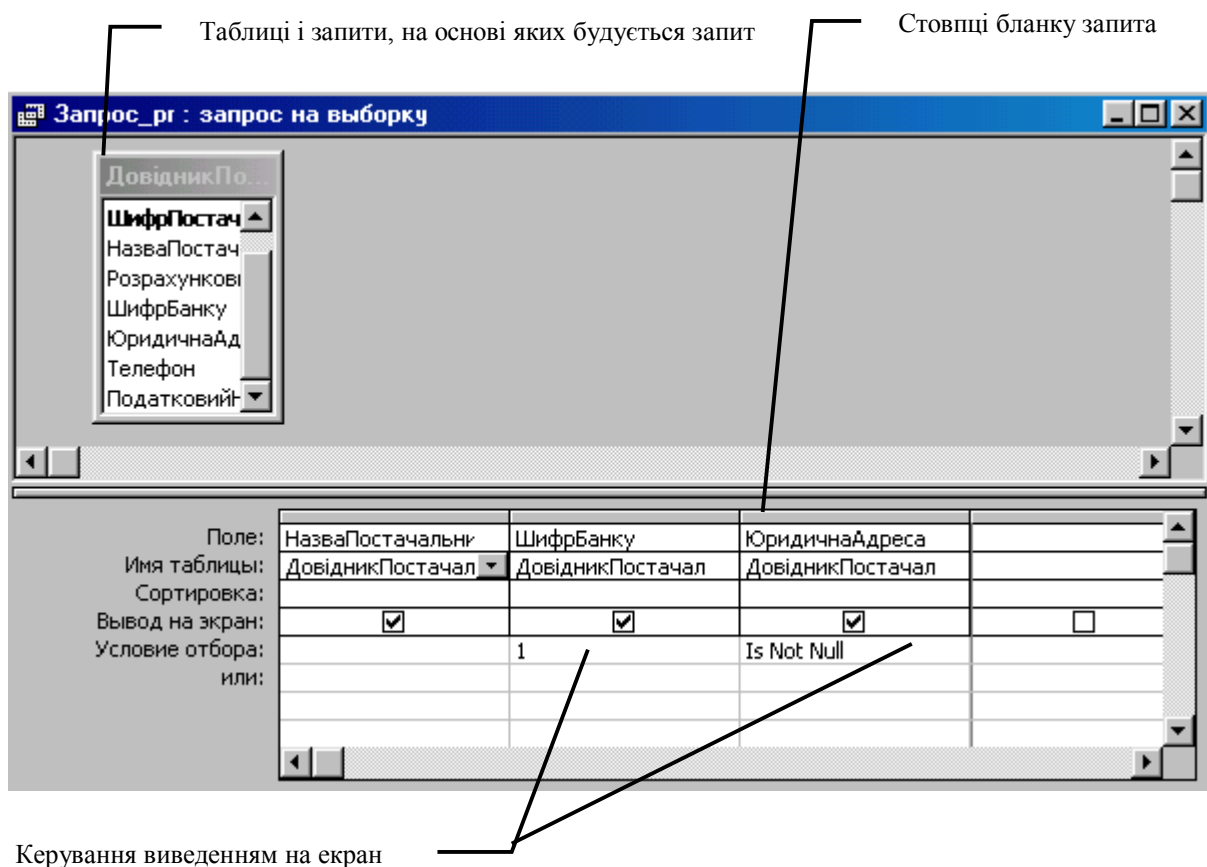 Таблиці і запити, на основі яких будується запит
Стовпці бланку запита
Запрос_pr : запрос на выборку
ДовідникПо...
ШифрПостач
НазваПостач
Розрахункові
ШифрБанку
ЮридичнаАд
Телефон
ПодатковийН
Поле: НазваПостачальни ШифрБанку ЮридичнаАдреса
Имя таблицы: ДовідникПостачал ДовідникПостачал ДовідникПостачал
Сортировка:
Вывод на экран:
Условие отбора: 1 Is Not Null
или:
Керування виведенням на екран